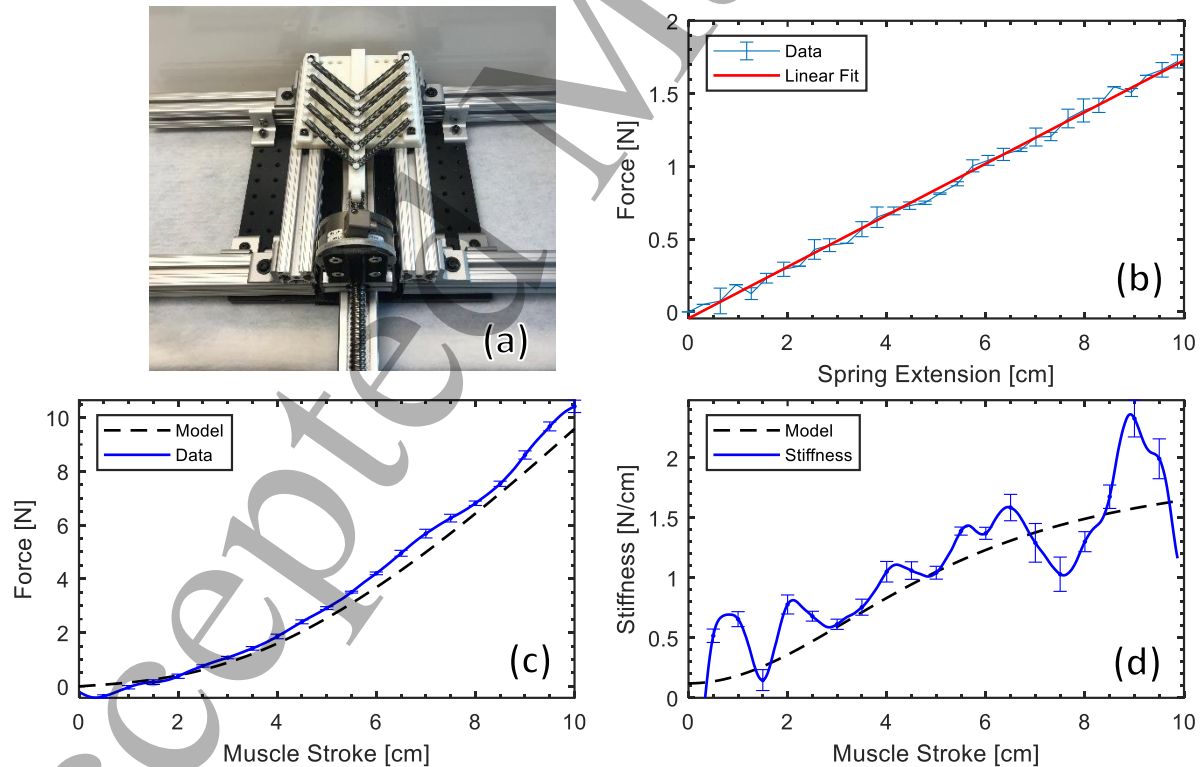 (a)
2
1.5
1
0.5
0
Force [N]
Data
Linear Fit
(b)
0 2 4 6 8 10
Spring Extension [cm]
10
8
6
4
2
0
Force [N]
Model
Data
(c)
0 2 4 6 8 10
Muscle Stroke [cm]
2
1.5
1
0.5
0
Stiffness [N/cm]
Model
Stiffness
(d)
0 2 4 6 8 10
Muscle Stroke [cm]
cepted M